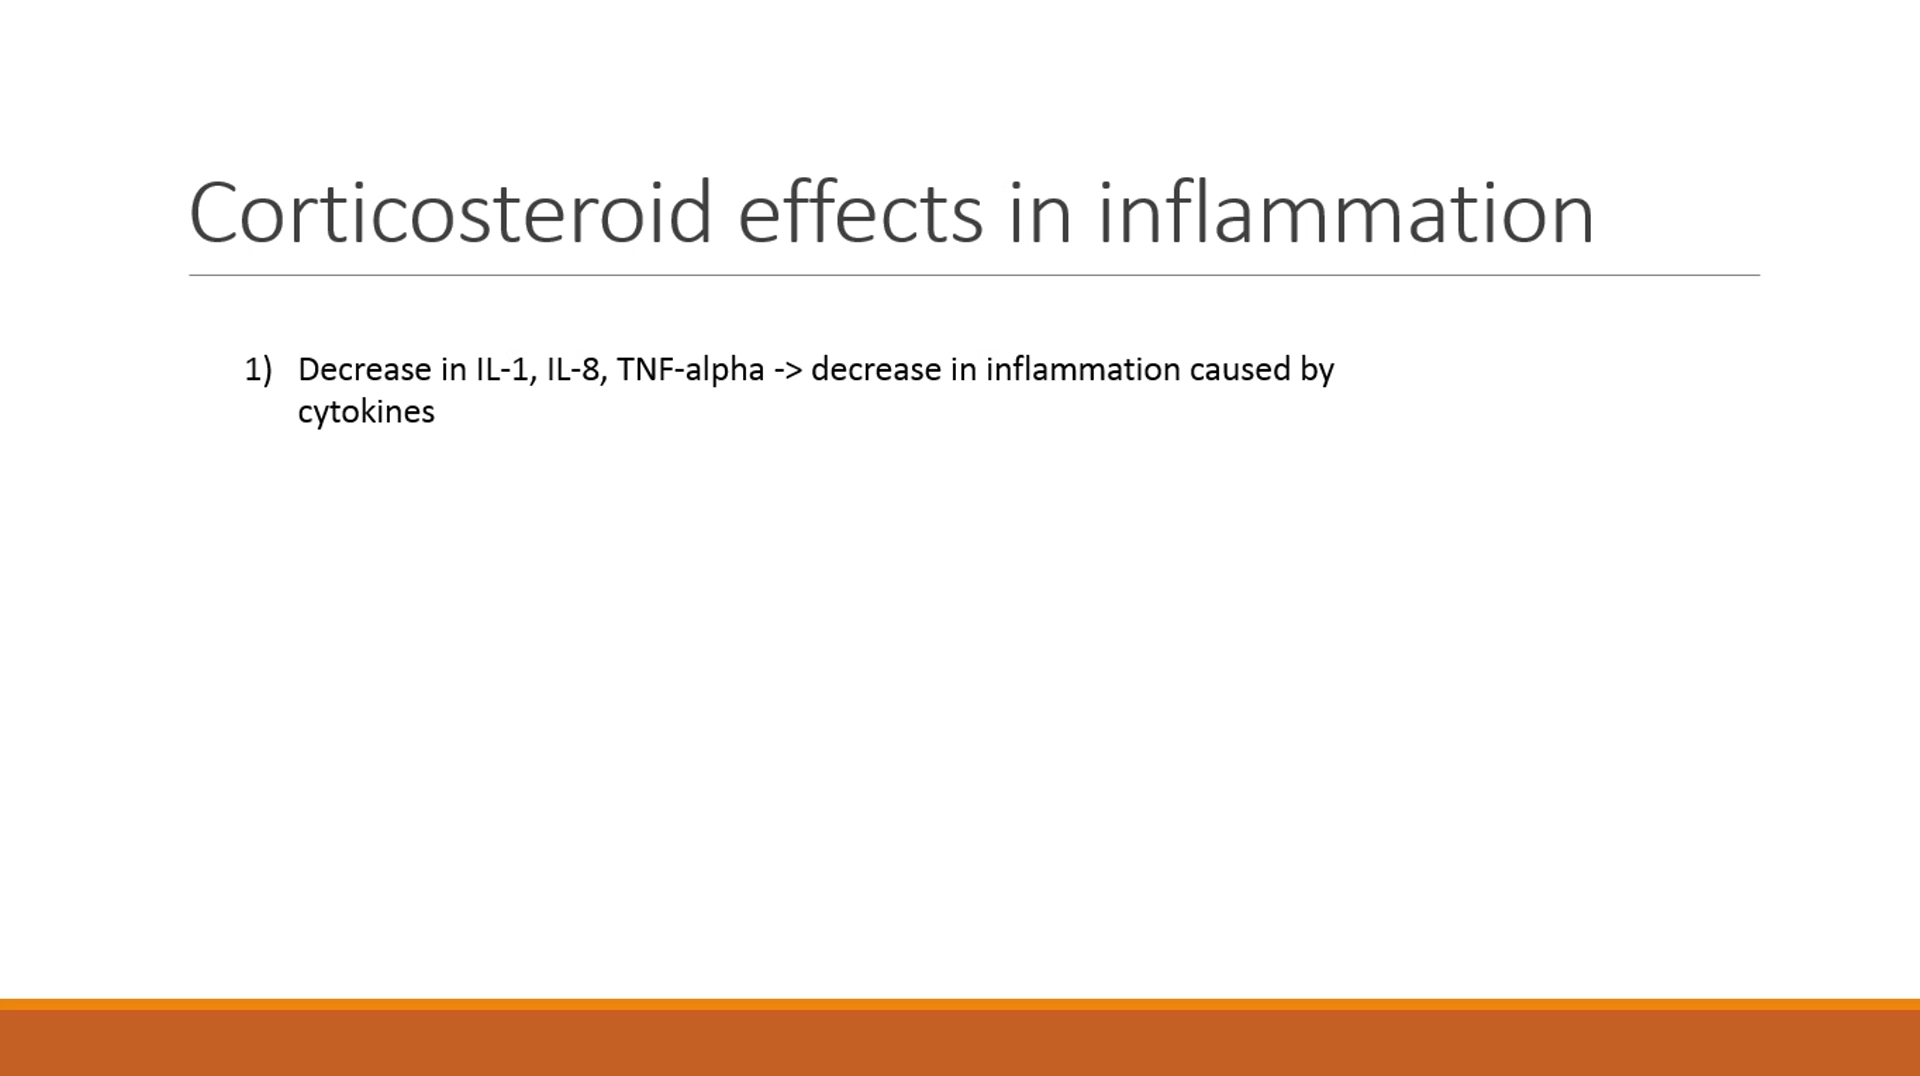 Corticosteroid effects in inflammation
1) Decrease in IL-1, IL-8, TNF-alpha -> decrease in inflammation caused by
cytokines